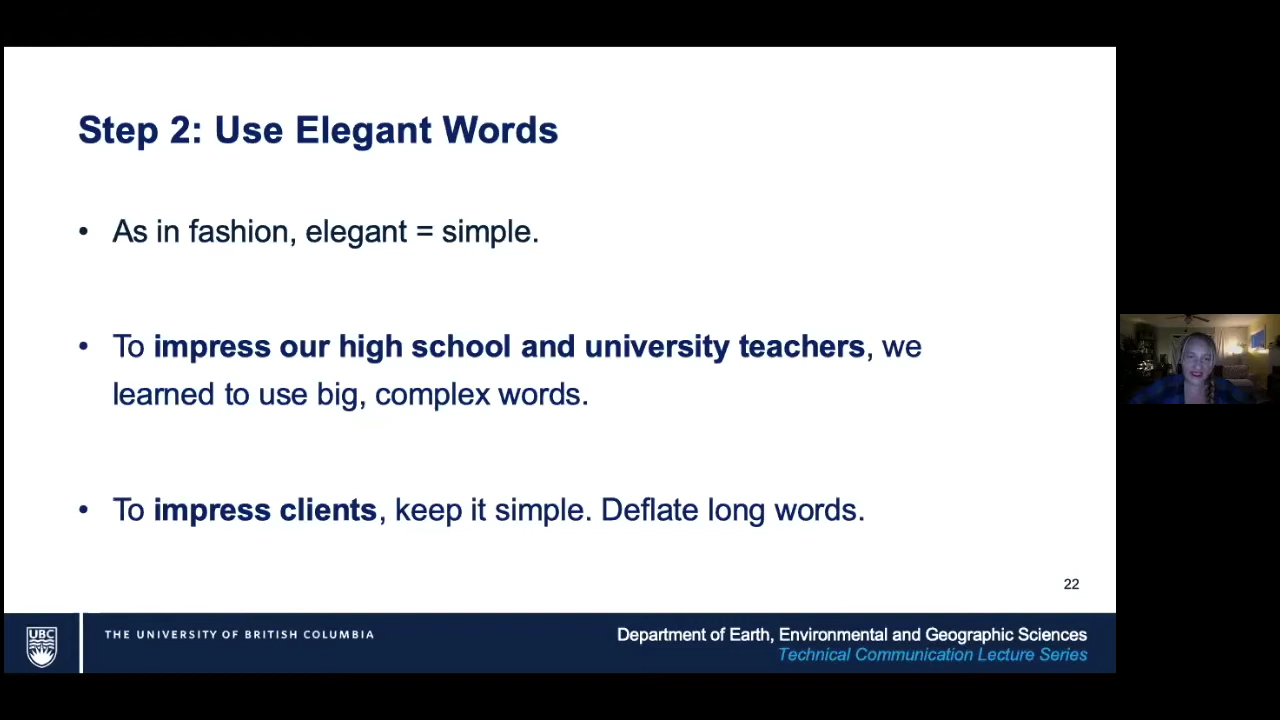 Step 2: Use Elegant Words
• As in fashion, elegant = simple.
• To impress our high school and university teachers, we
learned to use big, complex words.
• To impress clients, keep it simple. Deflate long words.
22
UBC
THE UNIVERSITY OF BRITISH COLUMBIA
Department of Earth, Environmental and Geographic Sciences
Technical Communication Lecture Series